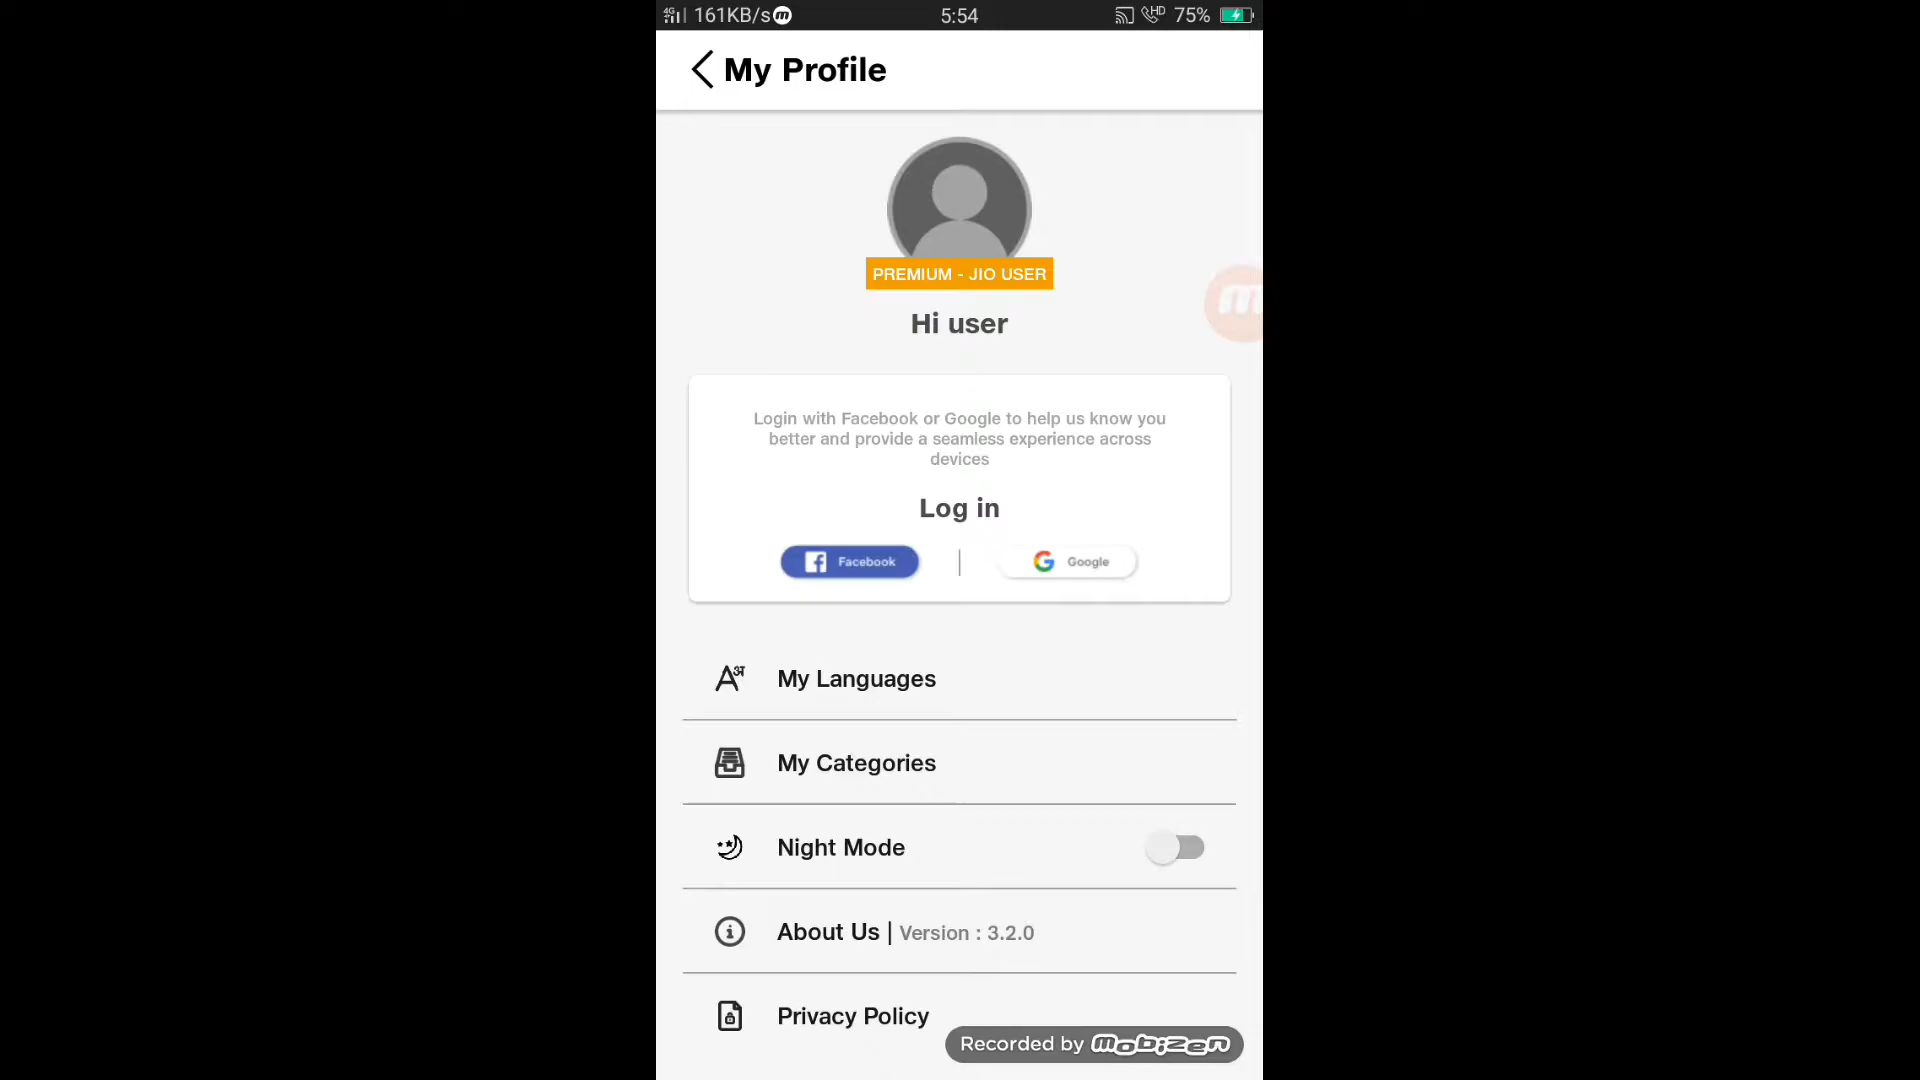 4G 161KB/s m 5:54 HD 75%
My Profile
PREMIUM - JIO USER
Hi user
m
Login with Facebook or Google to help us know you
better and provide a seamless experience across
devices
Log in
Facebook | Google
My Languages
My Categories
Night Mode
About Us | Version : 3.2.0
Privacy Policy
Recorded by mobizen